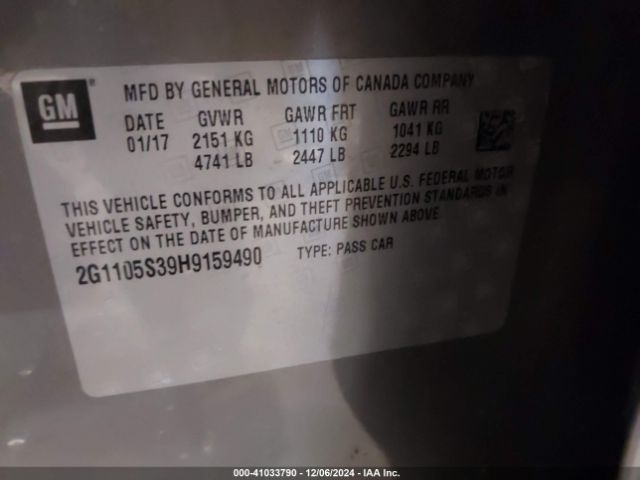 GM
®
MFD BY GENERAL MOTORS OF CANADA COMPANY
DATE GVWR GAWR FRT GAWR RR
01/17 2151 KG 1110 KG 1041 KG
4741 LB 2447 LB 2294 LB
THIS VEHICLE CONFORMS TO ALL APPLICABLE U.S. FEDERAL MOTOR
VEHICLE SAFETY, BUMPER, AND THEFT PREVENTION STANDARDS IN
EFFECT ON THE DATE OF MANUFACTURE SHOWN ABOVE.
2G1105S39H9159490 TYPE: PASS CAR
000-41033790 - 12/06/2024 - IAA Inc.